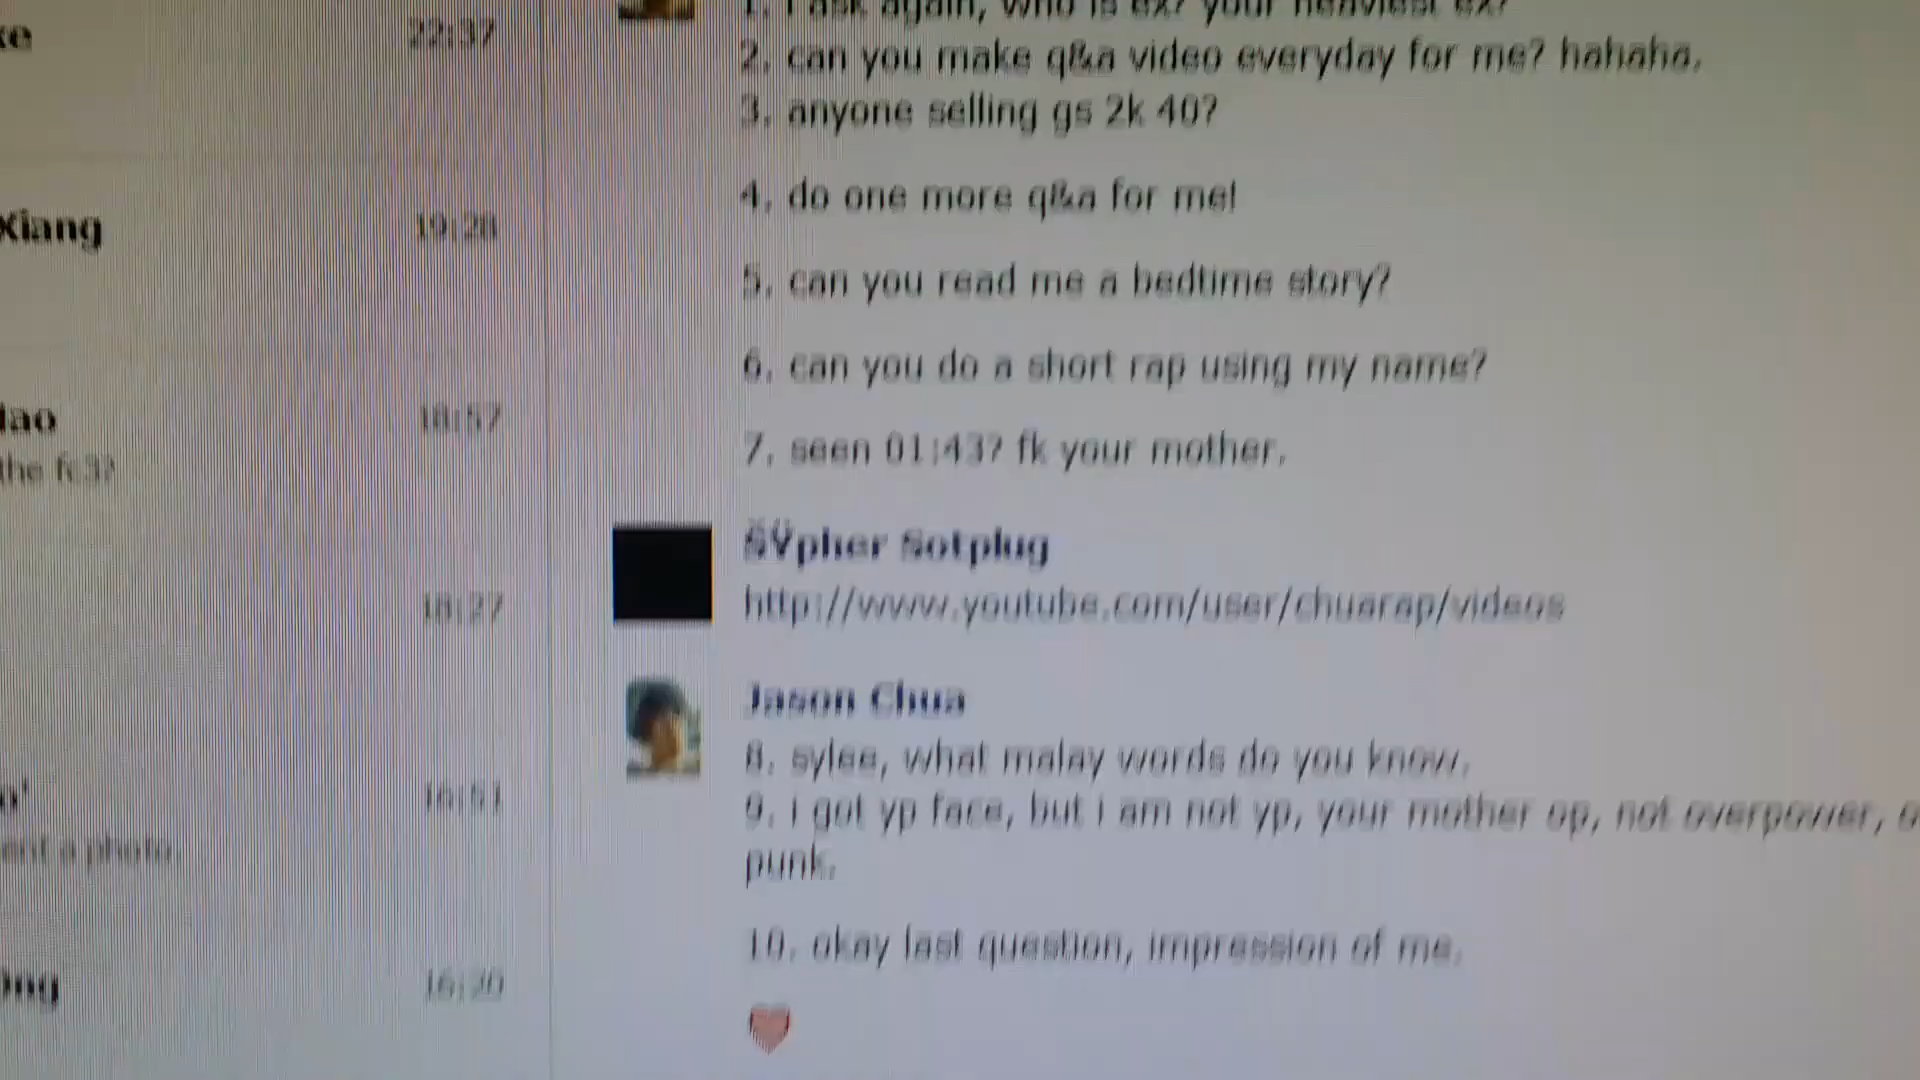 ke 22:37
1. i ask again, who is ex? your heaviest ex?
2. can you make q&a video everyday for me? hahaha.
3. anyone selling gs 2k 40?
4. do one more q&a for me!
Xiang 19:28
5. can you read me a bedtime story?
6. can you do a short rap using my name?
18:57
the fc3?
7. seen 01:43? fk your mother.
ŠŸpher Sotplug
http://www.youtube.com/user/chuarap/videos
18:27
Jason Chua
8. sylee, what malay words do you know.
16:51
9. i got yp face, but i am not yp, your mother op, not overpower,
punk.
a photo.
10. okay last question, impression of me.
16:20